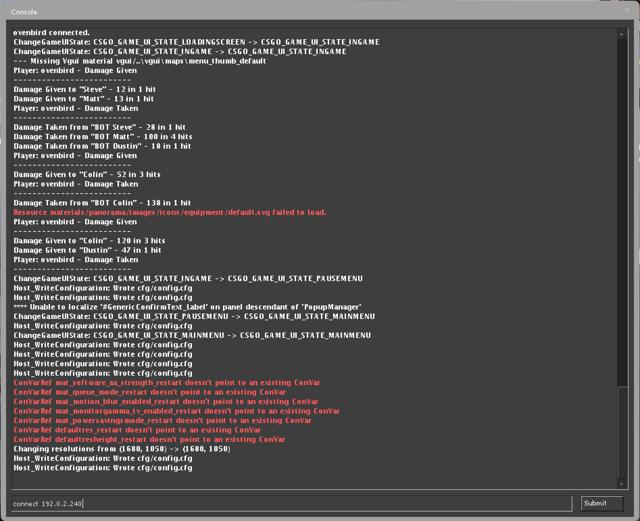 Console
ovenbird connected.
ChangeGameUIState: CSGO_GAME_UI_STATE_LOADINGSCREEN -> CSGO_GAME_UI_STATE_INGAME
ChangeGameUIState: CSGO_GAME_UI_STATE_INGAME -> CSGO_GAME_UI_STATE_INGAME
--- Missing Vgui material vgui/..\vgui\maps\menu_thumb_default
Player: ovenbird - Damage Given
-------------------------
Damage Given to "Steve" - 12 in 1 hit
Damage Given to "Matt" - 13 in 1 hit
Player: ovenbird - Damage Taken
-------------------------
Damage Taken from "BOT Steve" - 28 in 1 hit
Damage Taken from "BOT Matt" - 100 in 4 hits
Damage Taken from "BOT Dustin" - 18 in 1 hit
Player: ovenbird - Damage Given
-------------------------
Damage Given to "Colin" - 52 in 3 hits
Player: ovenbird - Damage Taken
-------------------------
Damage Taken from "BOT Colin" - 138 in 1 hit
Resource materials/panorama/images/icons/equipment/default.svg failed to load.
Player: ovenbird - Damage Given
-------------------------
Damage Given to "Colin" - 120 in 3 hits
Damage Given to "Dustin" - 47 in 1 hit
Player: ovenbird - Damage Taken
-------------------------
ChangeGameUIState: CSGO_GAME_UI_STATE_INGAME -> CSGO_GAME_UI_STATE_PAUSEMENU
Host_WriteConfiguration: Wrote cfg/config.cfg
Host_WriteConfiguration: Wrote cfg/config.cfg
**** Unable to localize '#GenericConfirmText_Label' on panel descendant of 'PopupManager'
ChangeGameUIState: CSGO_GAME_UI_STATE_PAUSEMENU -> CSGO_GAME_UI_STATE_MAINMENU
Host_WriteConfiguration: Wrote cfg/config.cfg
ChangeGameUIState: CSGO_GAME_UI_STATE_MAINMENU -> CSGO_GAME_UI_STATE_MAINMENU
Host_WriteConfiguration: Wrote cfg/config.cfg
Host_WriteConfiguration: Wrote cfg/config.cfg
Host_WriteConfiguration: Wrote cfg/config.cfg
Host_WriteConfiguration: Wrote cfg/config.cfg
ConVarRef mat_software_aa_strength_restart doesn't point to an existing ConVar
ConVarRef mat_queue_mode_restart doesn't point to an existing ConVar
ConVarRef mat_motion_blur_enabled_restart doesn't point to an existing ConVar
ConVarRef mat_monitorgamma_tv_enabled_restart doesn't point to an existing ConVar
ConVarRef mat_powersavingsmode_restart doesn't point to an existing ConVar
ConVarRef defaultres_restart doesn't point to an existing ConVar
ConVarRef defaultresheight_restart doesn't point to an existing ConVar
Changing resolutions from (1680, 1050) -> (1680, 1050)
Host_WriteConfiguration: Wrote cfg/config.cfg
Host_WriteConfiguration: Wrote cfg/config.cfg
connect 192.0.2.240
Submit